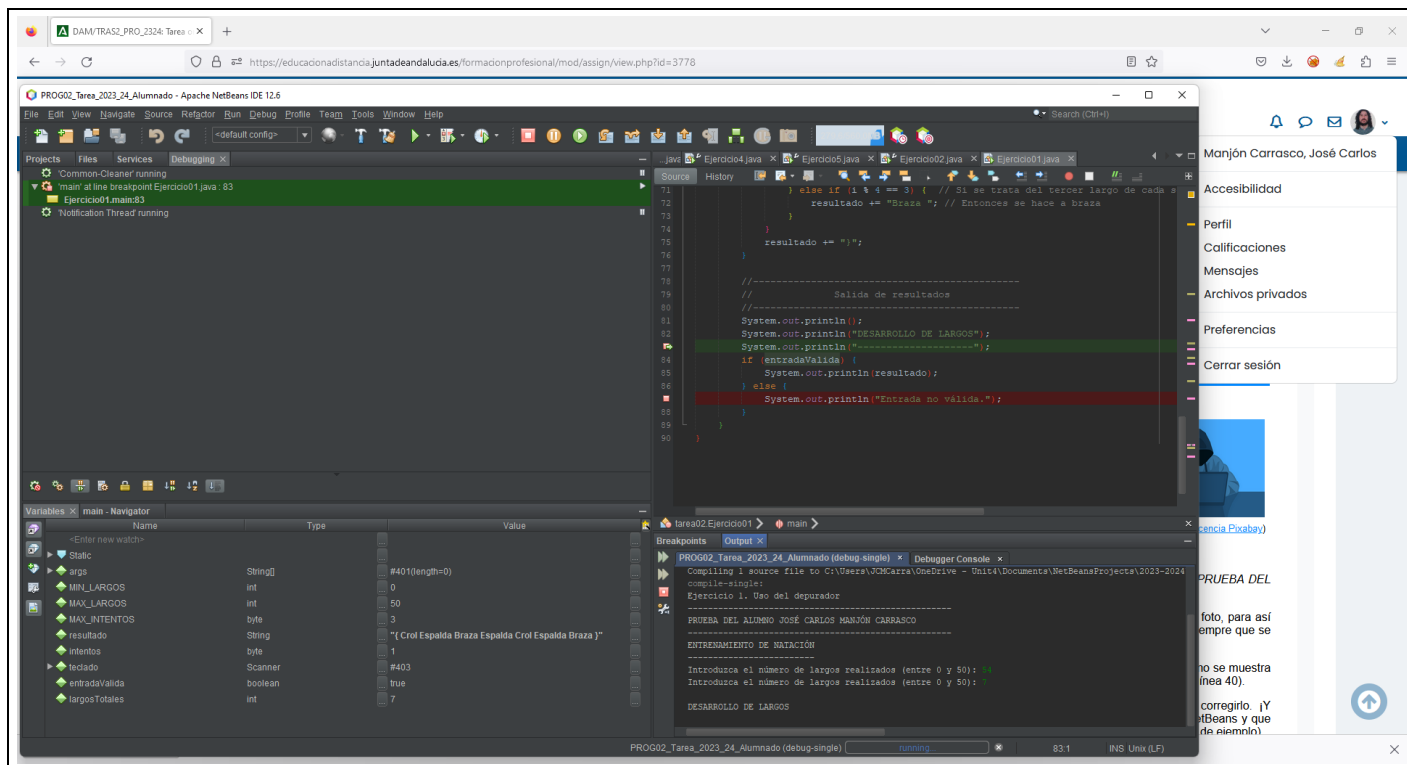 DAM/TRAS2_PRO_2324: Tarea
https://educacionadistancia.juntadeandalucia.es/formacionprofesional/mod/assign/view.php?id=3778
PROG02_Tarea_2023_24_Alumnado - Apache NetBeans IDE 12.6
File Edit View Navigate Source Refactor Run Debug Profile Team Tools Window Help
Search (Ctrl+I)
<default config>
Projects Files Services Debugging
'Common-Cleaner' running
'main' at line breakpoint Ejercicio01.java : 83
Ejercicio01.main:83
'Notification Thread' running
...java Ejercicio4.java Ejercicio5.java Ejercicio02.java Ejercicio01.java
Source History
71 } else if (i % 4 == 3) { // Si se trata del tercer largo de cada s
72 resultado += "Braza "; // Entonces se hace a braza
73 }
74 }
75 resultado += "}";
76 }
77
78 //----------------------------------------------
79 // Salida de resultados
80 //----------------------------------------------
81 System.out.println();
82 System.out.println("DESARROLLO DE LARGOS");
System.out.println("--------------------");
84 if (entradaValida) {
85 System.out.println(resultado);
86 } else {
System.out.println("Entrada no válida.");
88 }
89 }
90 }
tarea02.Ejercicio01 main
Variables main - Navigator
Name Type Value
<Enter new watch>
Static
args String[] #401(length=0)
MIN_LARGOS int 0
MAX_LARGOS int 50
MAX_INTENTOS byte 3
resultado String "{ Crol Espalda Braza Espalda Crol Espalda Braza }"
intentos byte 1
teclado Scanner #403
entradaValida boolean true
largosTotales int 7
Breakpoints Output
PROG02_Tarea_2023_24_Alumnado (debug-single) Debugger Console
Compiling 1 source file to C:\Users\JCMCarra\OneDrive - Unit4\Documents\NetBeansProjects\2023-2024
compile-single:
Ejercicio 1. Uso del depurador
----------------------------------------------------
PRUEBA DEL ALUMNO JOSÉ CARLOS MANJÓN CARRASCO
----------------------------------------------------
ENTRENAMIENTO DE NATACIÓN
-------------------------
Introduzca el número de largos realizados (entre 0 y 50): 54
Introduzca el número de largos realizados (entre 0 y 50): 7
DESARROLLO DE LARGOS
PROG02_Tarea_2023_24_Alumnado (debug-single) running... 83:1 INS Unix (LF)
Manjón Carrasco, José Carlos
Accesibilidad
Perfil
Calificaciones
Mensajes
Archivos privados
Preferencias
Cerrar sesión
cencia Pixabay)
PRUEBA DEL
foto, para así
empre que se
no se muestra
ínea 40).
corregirlo. ¡Y
etBeans y que
de ejemplo)